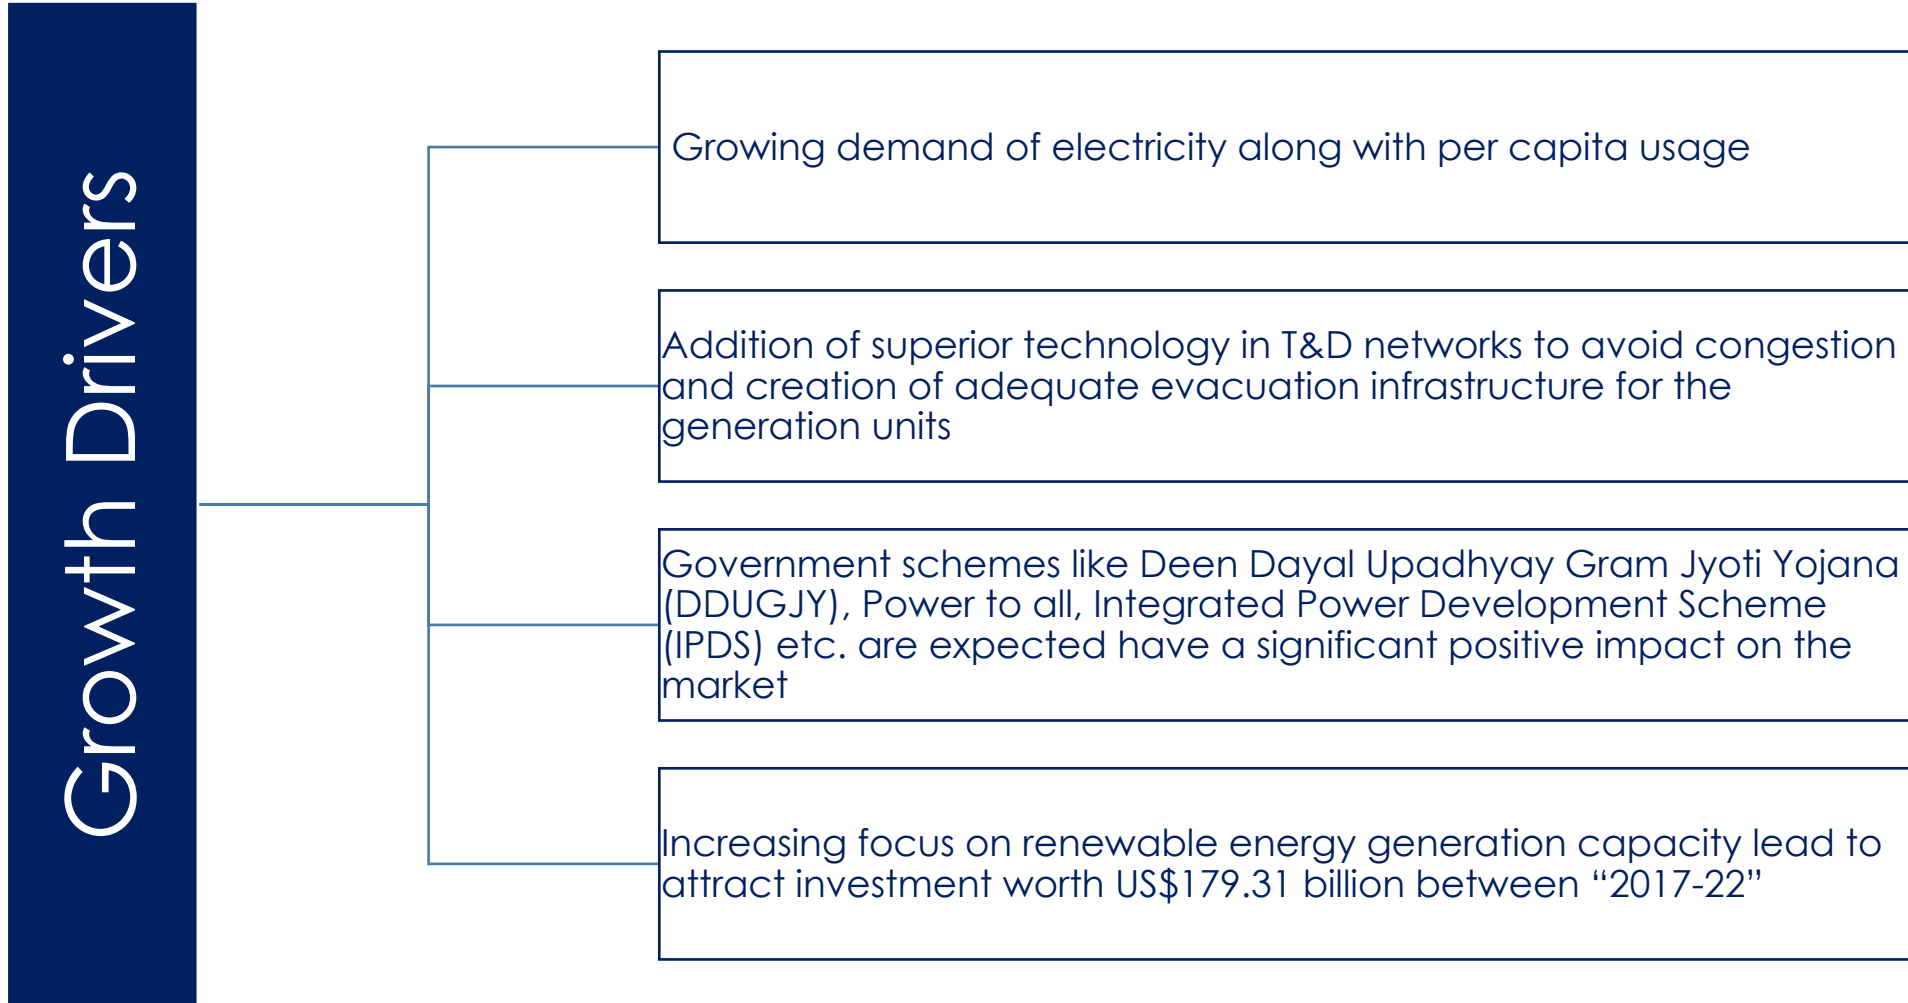 Growth Drivers
Growing demand of electricity along with per capita usage
Addition of superior technology in T&D networks to avoid congestion
and creation of adequate evacuation infrastructure for the
generation units
Government schemes like Deen Dayal Upadhyay Gram Jyoti Yojana
(DDUGJY), Power to all, Integrated Power Development Scheme
(IPDS) etc. are expected have a significant positive impact on the
market
Increasing focus on renewable energy generation capacity lead to
attract investment worth US$179.31 billion between “2017-22”